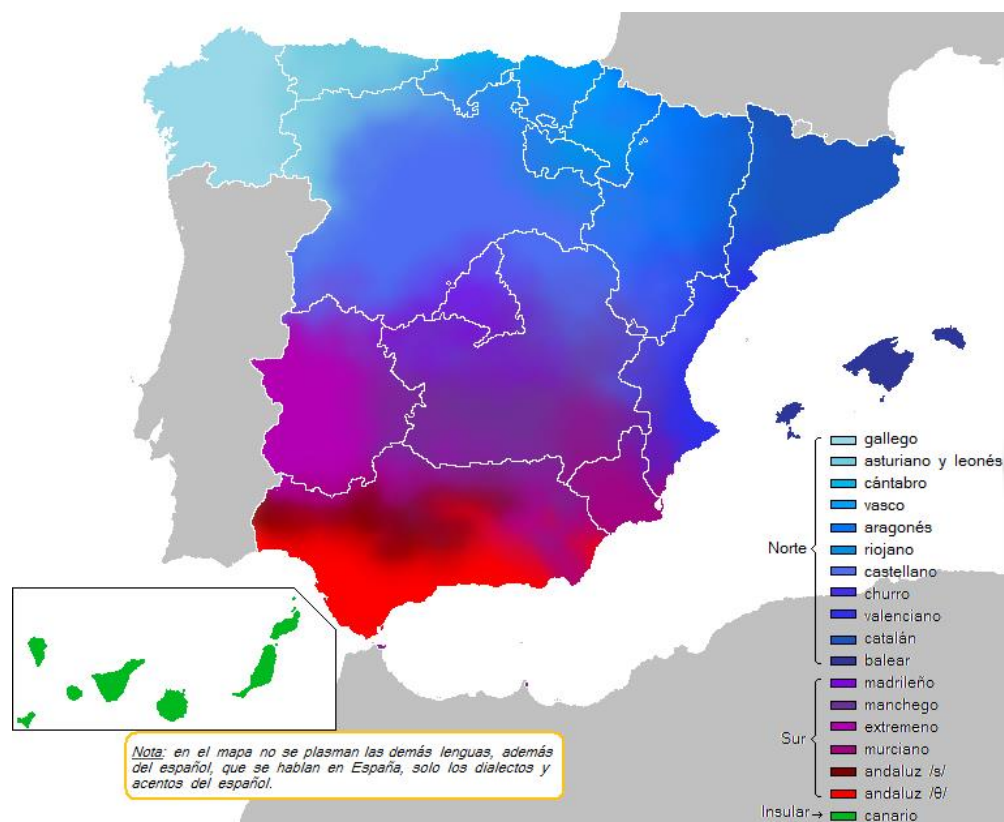 gallego
asturiano y leonés
cántabro
vasco
aragonés
Norte
riojano
castellano
churro
valenciano
catalán
balear
madrileño
manchego
extremeno
Sur
murciano
andaluz /s/
andaluz /θ/
Insular → canario
Nota: en el mapa no se plasman las demás lenguas, además
del español, que se hablan en España, solo los dialectos y
acentos del español.